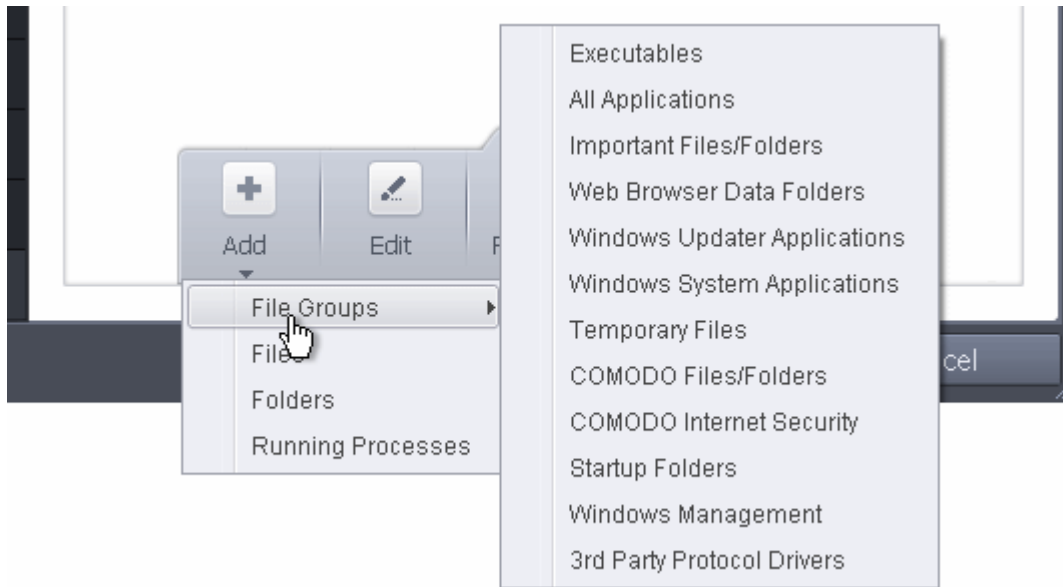 Executables
All Applications
Important Files/Folders
Web Browser Data Folders
Windows Updater Applications
Windows System Applications
Temporary Files
COMODO Files/Folders
COMODO Internet Security
Startup Folders
Windows Management
3rd Party Protocol Drivers
Add
Edit
File Groups
Files
Folders
Running Processes